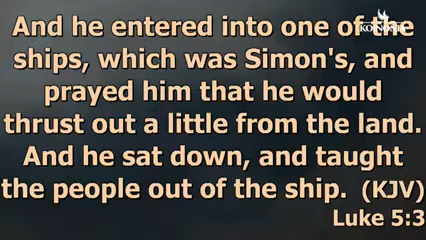 And he entered into one of the
ships, which was Simon's, and
prayed him that he would
thrust out a little from the land.
And he sat down, and taught
the people out of the ship. (KJV)
Luke 5:3